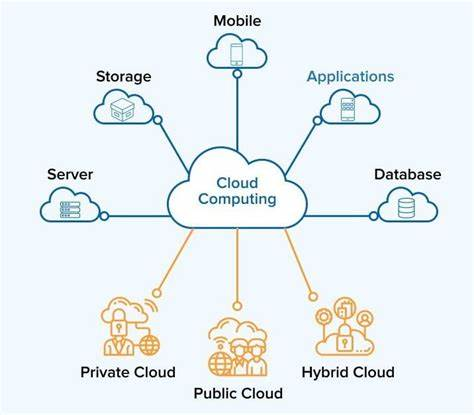 Mobile
Storage
Applications
Server
Cloud
Computing
Database
Private Cloud
Public Cloud
Hybrid Cloud